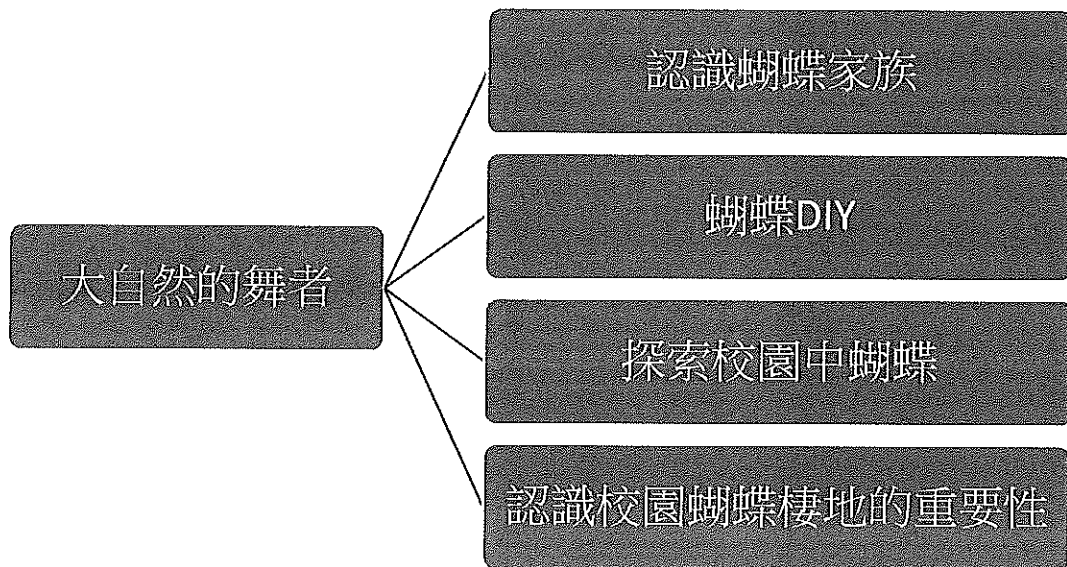 認識蝴蝶家族
蝴蝶DIY
大自然的舞者
探索校園中蝴蝶
認識校園蝴蝶棲地的重要性